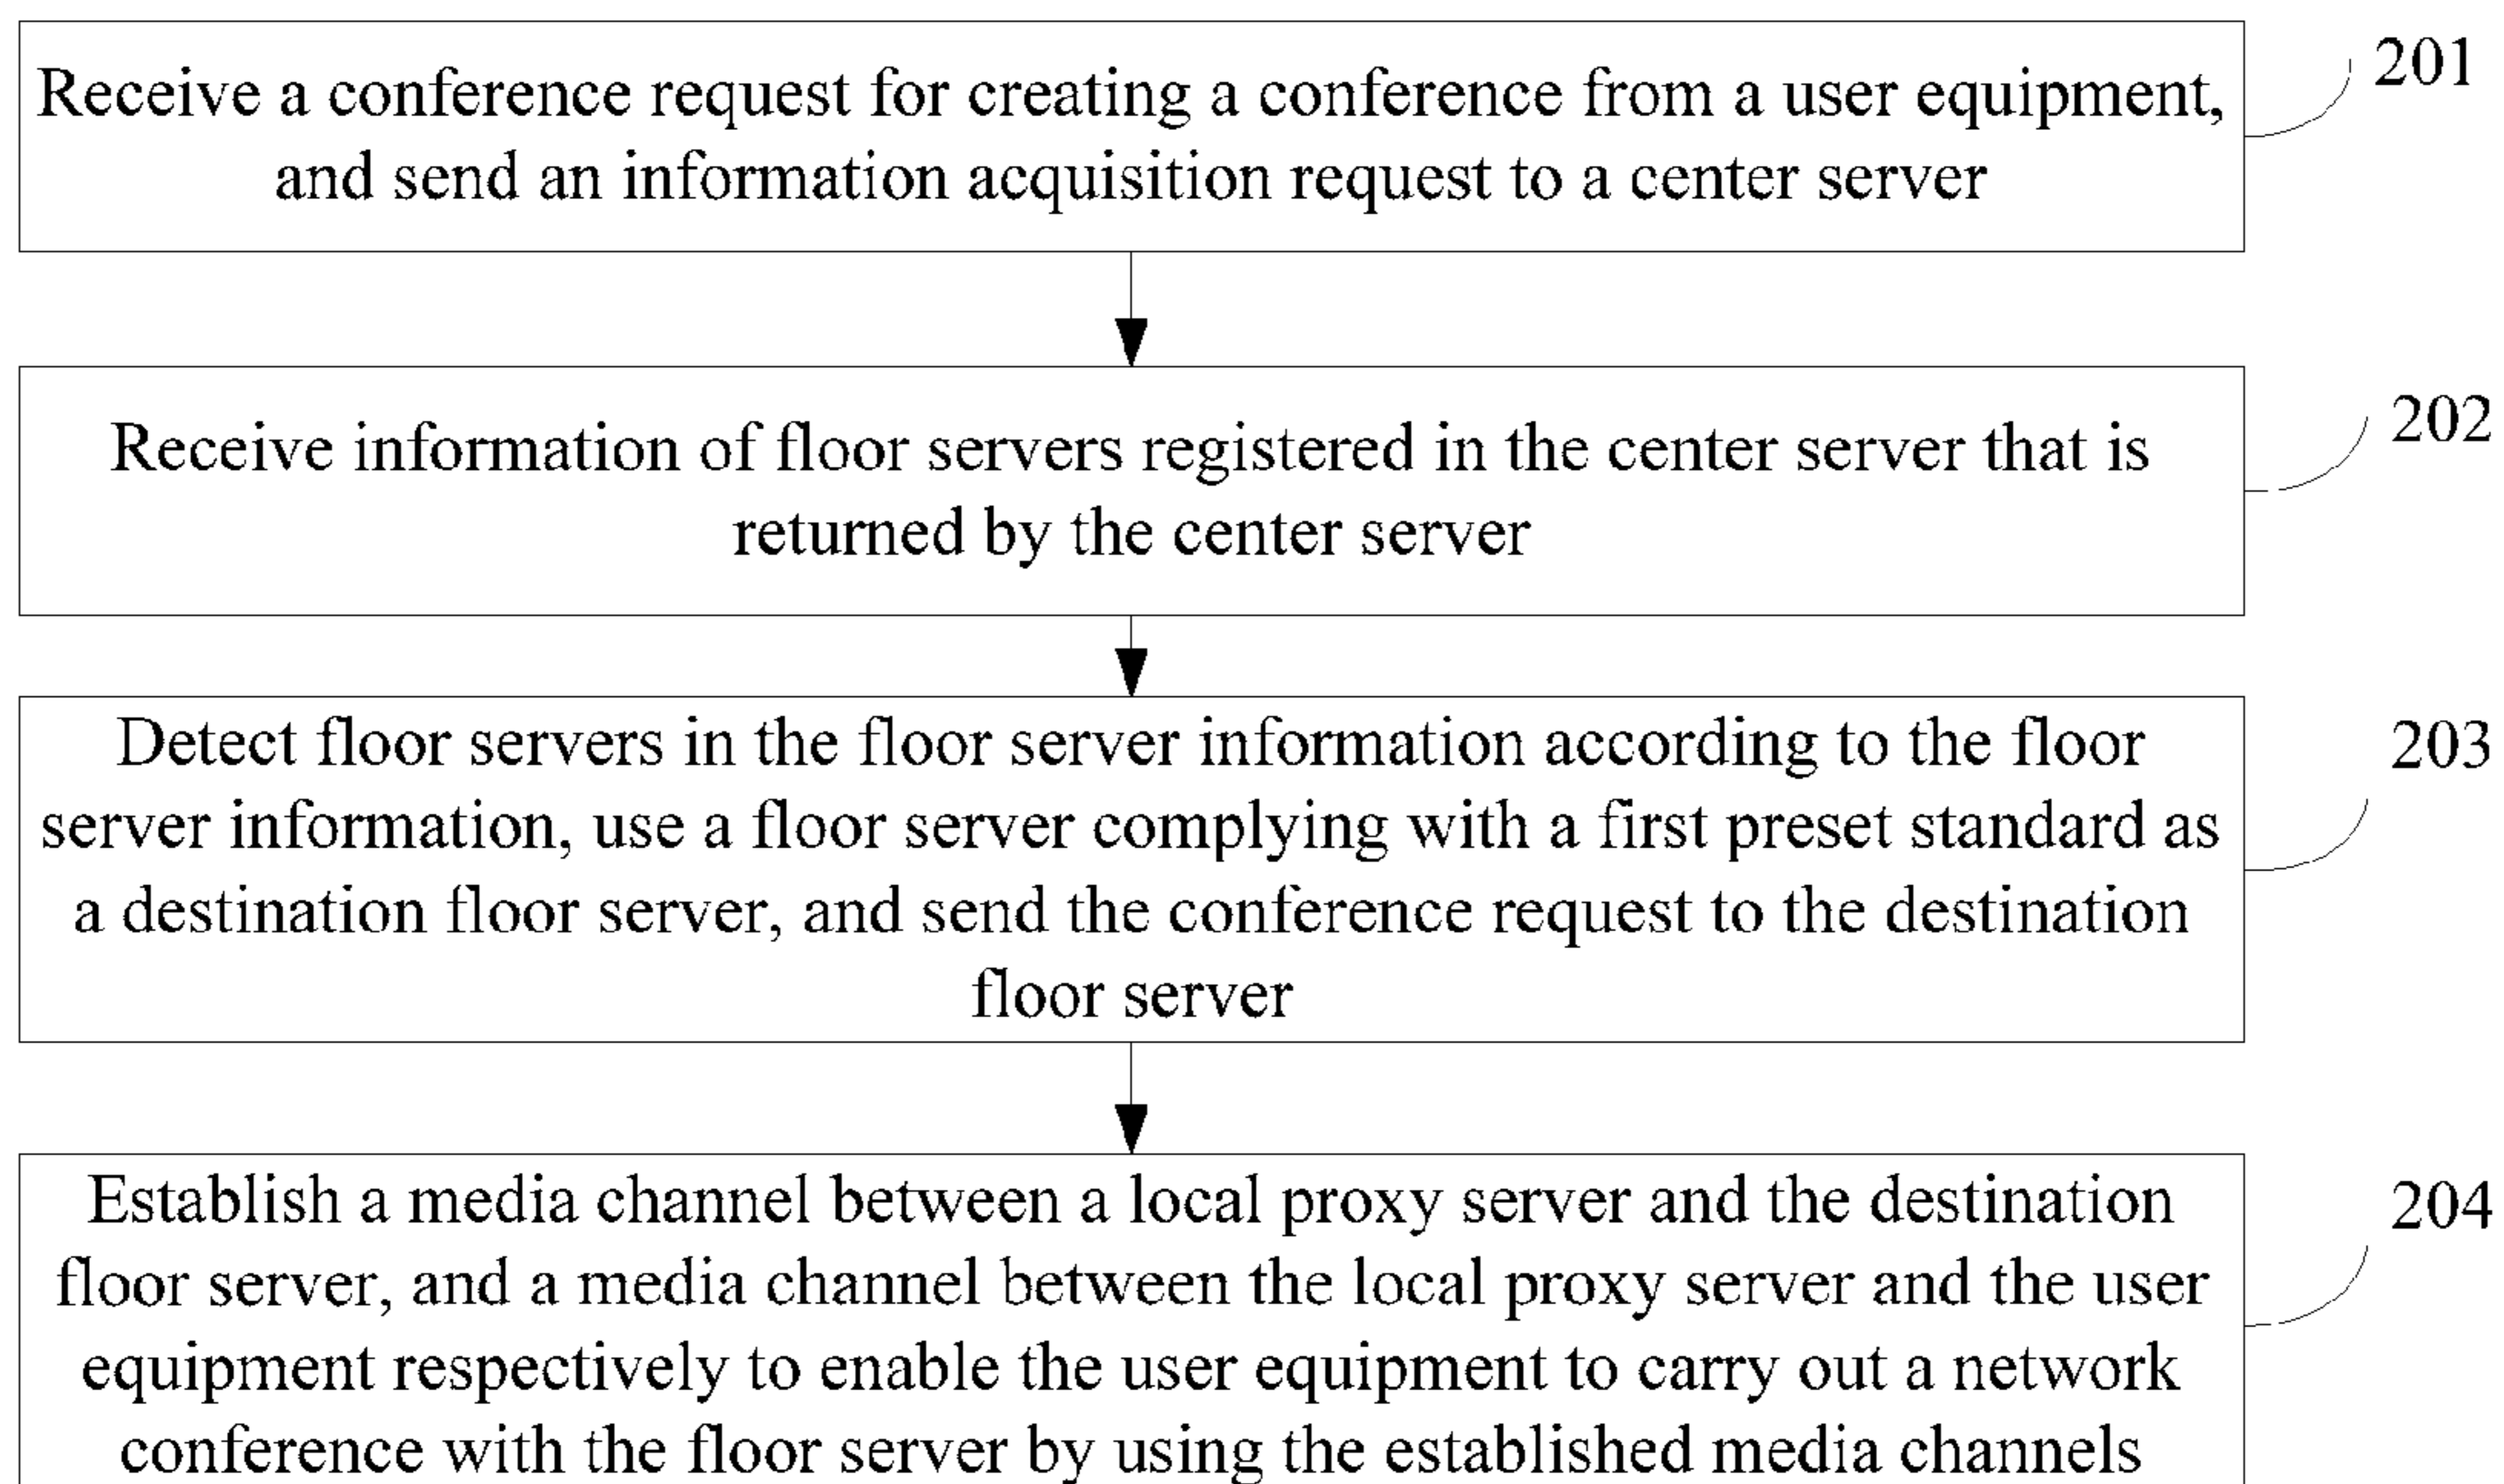 Receive a conference request for creating a conference from a user equipment,
and send an information acquisition request to a center server
201
Receive information of floor servers registered in the center server that is
returned by the center server
202
Detect floor servers in the floor server information according to the floor
server information, use a floor server complying with a first preset standard as
a destination floor server, and send the conference request to the destination
floor server
203
Establish a media channel between a local proxy server and the destination
floor server, and a media channel between the local proxy server and the user
equipment respectively to enable the user equipment to carry out a network
conference with the floor server by using the established media channels
204